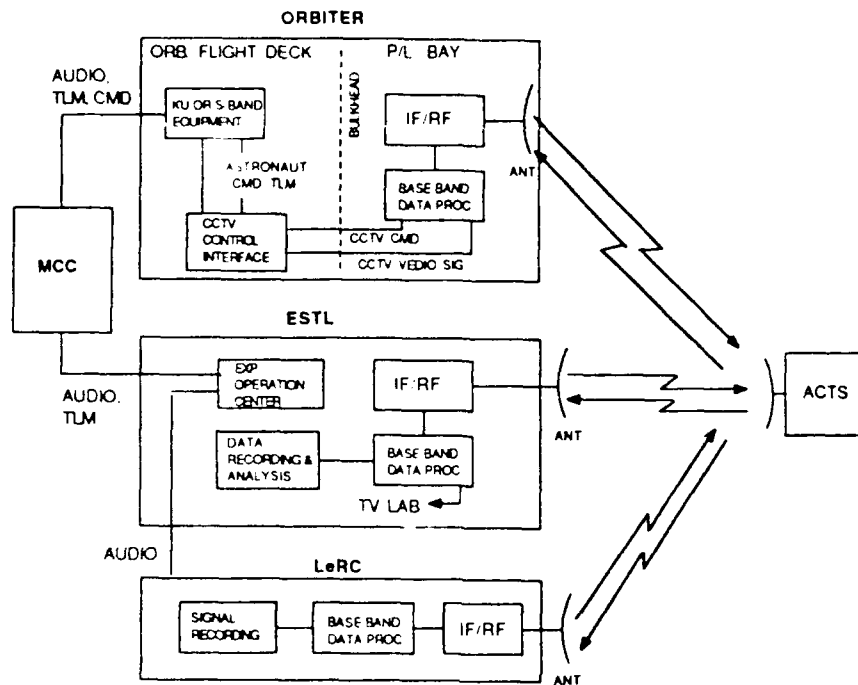 ORBITER
ORB. FLIGHT DECK
P/L BAY
AUDIO,
TLM, CMD
KU OR S-BAND
EQUIPMENT
BULKHEAD
IF/RF
ANT
ASTRONAUT
CMD TLM
BASE BAND
DATA PROC
CCTV
CONTROL
INTERFACE
CCTV CMD
CCTV VEDIO SIG
MCC
ESTL
AUDIO,
TLM
EXP
OPERATION
CENTER
IF/RF
ANT
ACTS
DATA
RECORDING &
ANALYSIS
BASE BAND
DATA PROC
TV LAB
AUDIO
LeRC
SIGNAL
RECORDING
BASE BAND
DATA PROC
IF/RF
ANT